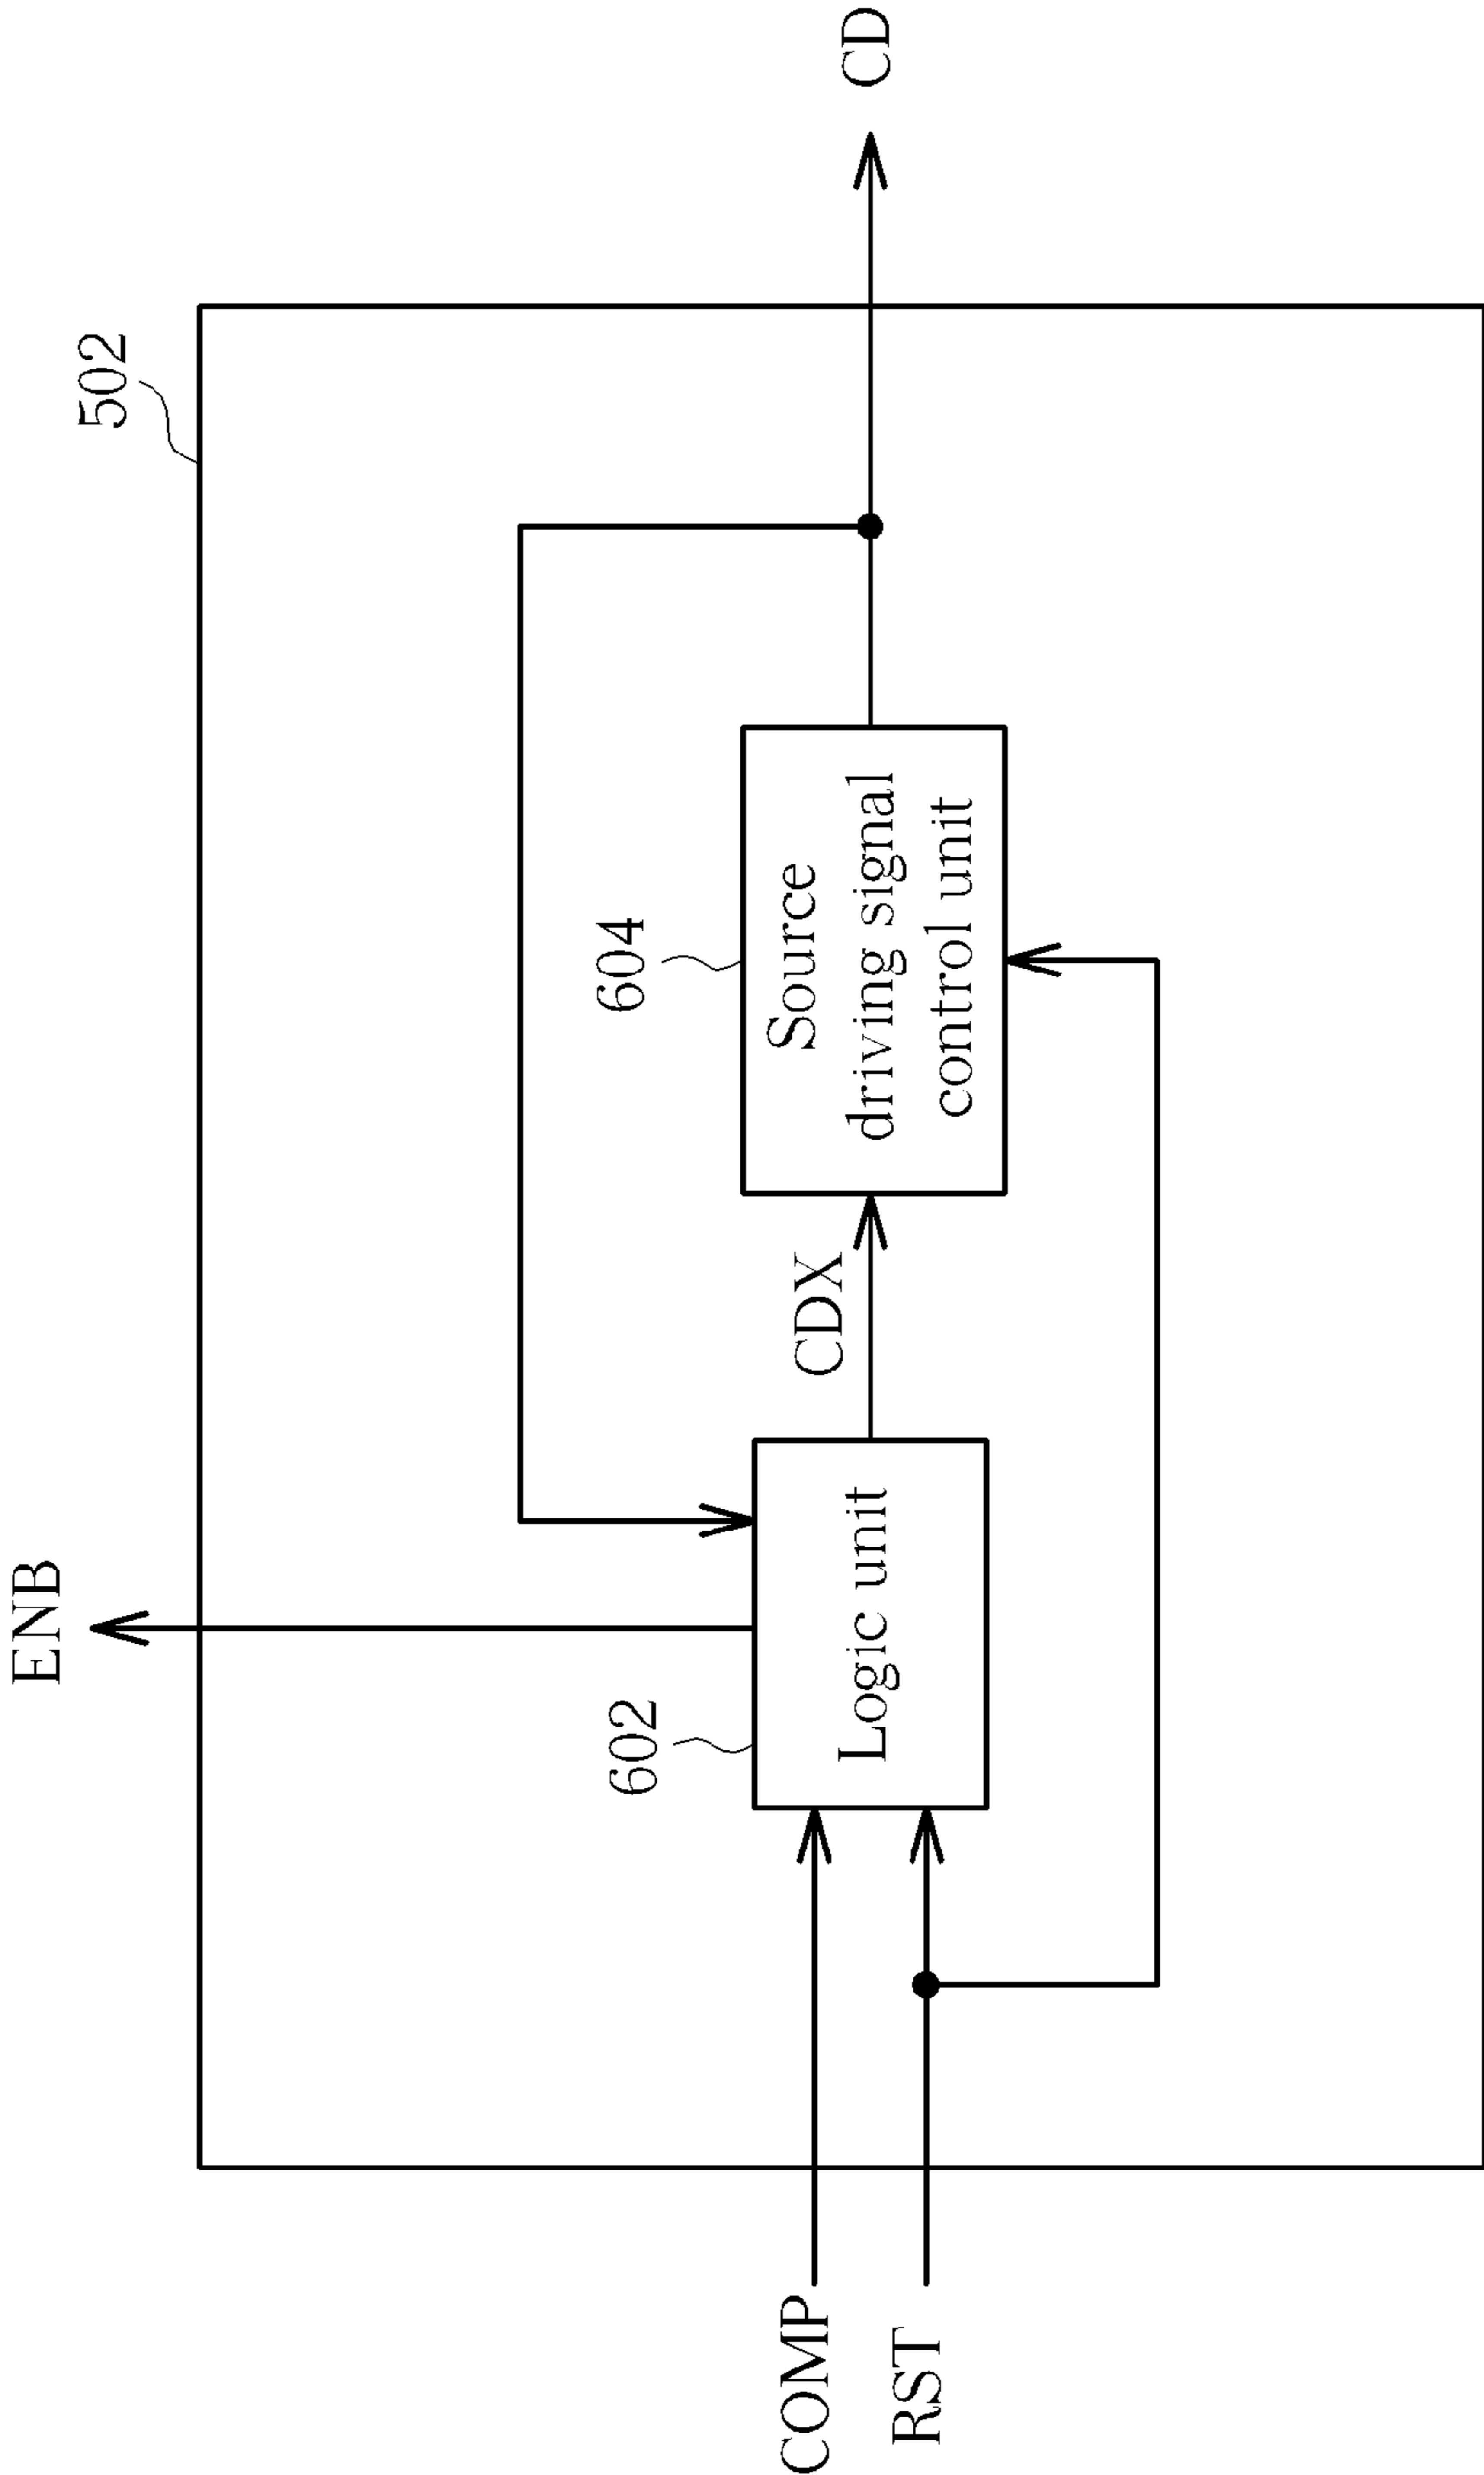 502
ENB
CD
602
604
COMP
RST
Logic unit
CDX
Source
driving signal
control unit